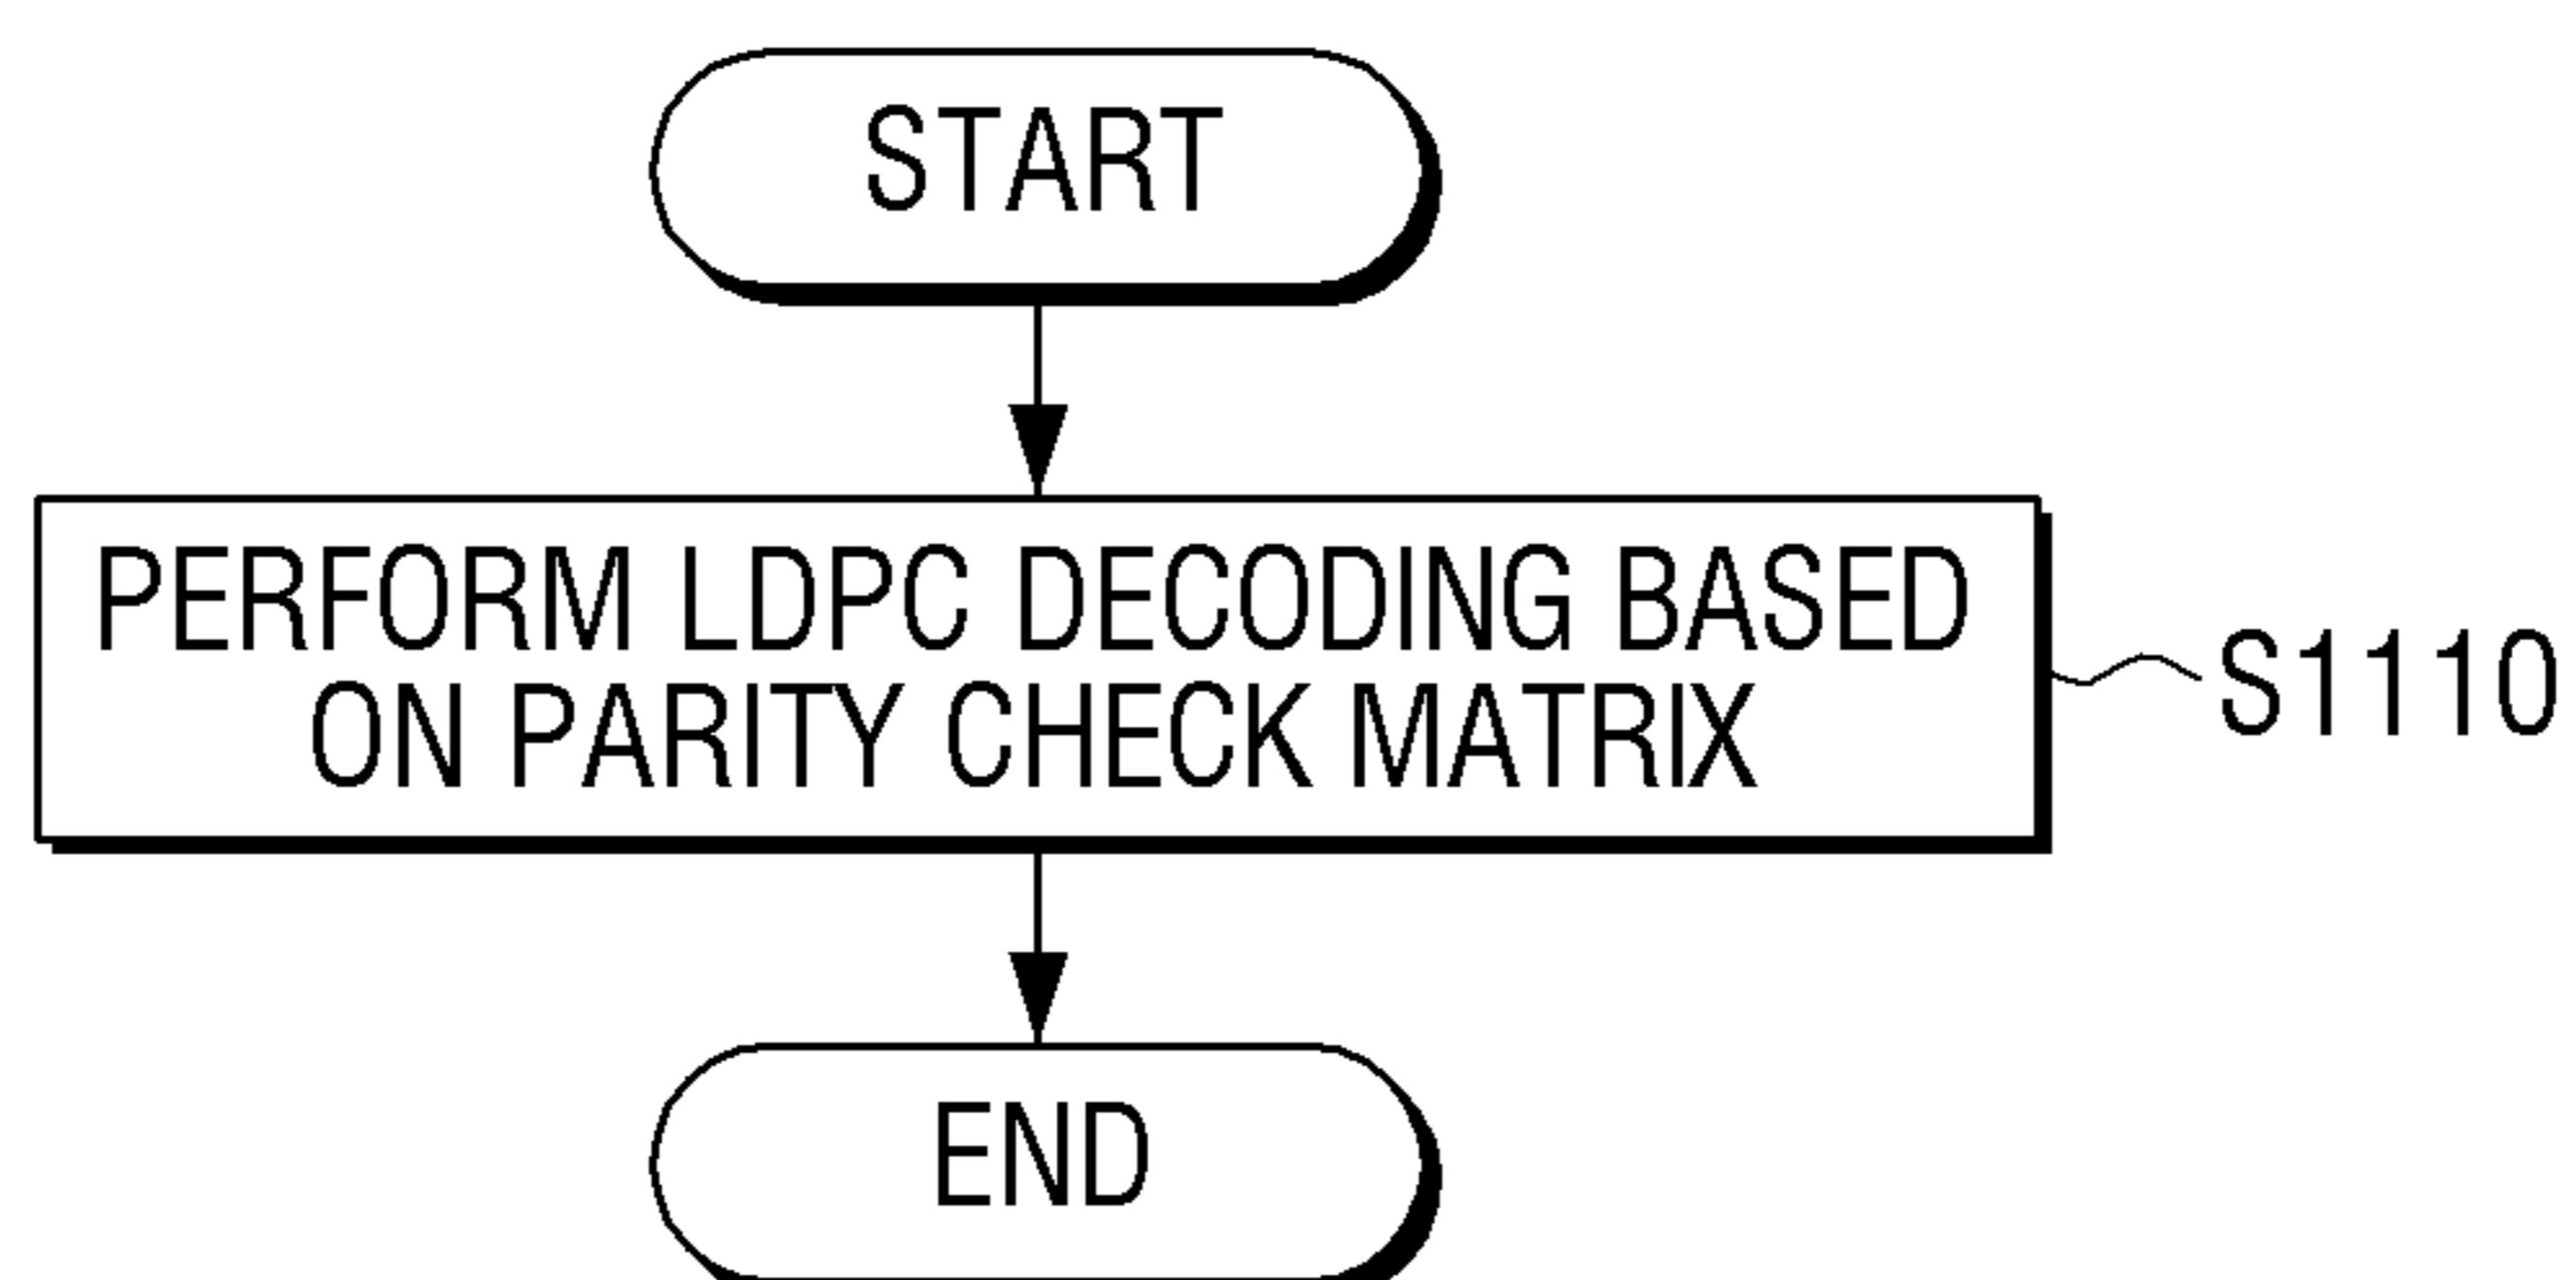 START
PERFORM LDPC DECODING BASED
ON PARITY CHECK MATRIX
S1110
END